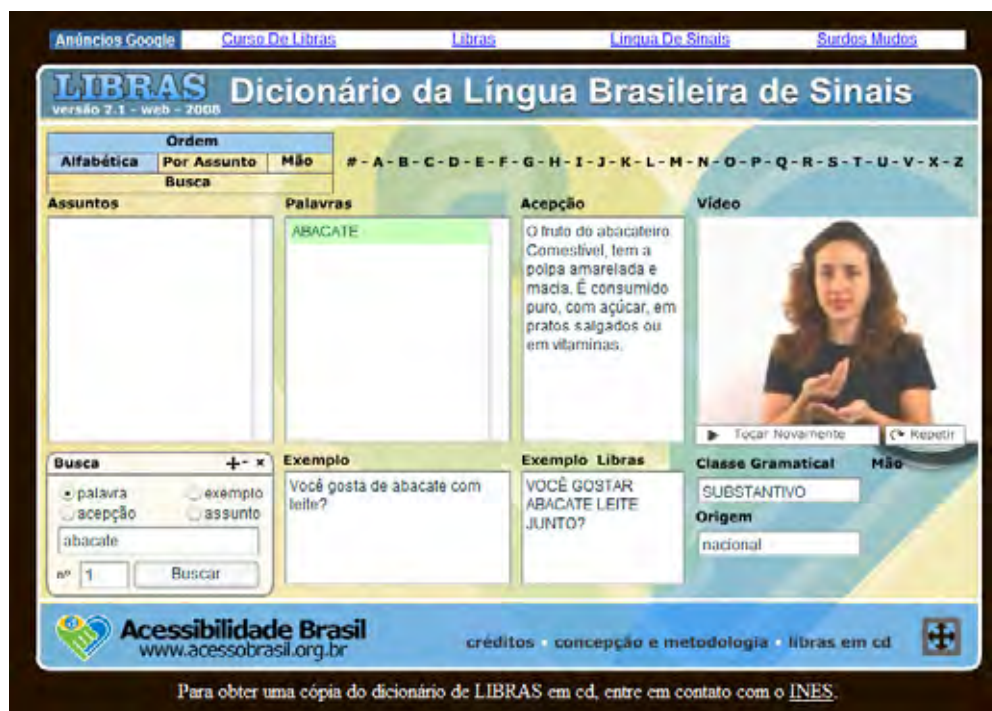 Anúncios Google Curso De Libras Libras Lingua De Sinais Surdos Mudos
LIBRAS Dicionário da Língua Brasileira de Sinais
versão 2.1 - web - 2008
Ordem
Alfabética Por Assunto Mão # - A - B - C - D - E - F - G - H - I - J - K - L - M - N - O - P - Q - R - S - T - U - V - X - Z
Busca
Assuntos Palavras Acepção Vídeo
ABACATE
O fruto do abacateiro.
Comestível, tem a
polpa amarelada e
macia. É consumido
puro, com açúcar, em
pratos salgados ou
em vitaminas.
Tocar Novamente Repetir
Busca + - × Exemplo Exemplo Libras Classe Gramatical Mão
palavra exemplo
acepção assunto
abacate
nº 1 Buscar
Você gosta de abacate com
leite?
VOCÊ GOSTAR
ABACATE LEITE
JUNTO?
SUBSTANTIVO
Origem
nacional
Acessibilidade Brasil
www.acessobrasil.org.br
créditos • concepção e metodologia • libras em cd
Para obter uma cópia do dicionário de LIBRAS em cd, entre em contato com o INES.